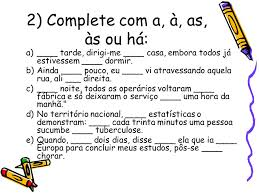 2) Complete com a, à, as,
às ou há:
a) ____ tarde, dirigi-me ____ casa, embora todos já
estivessem ____ dormir.
b) Ainda ____ pouco, eu ____ vi atravessando aquela
rua, ali ____ direita.
c) ____ noite, todos os operários voltaram ____
fábrica e só deixaram o serviço ____ uma hora da
manhã."
d) No território nacional, ____ estatísticas o
demonstram: ____ cada trinta minutos uma pessoa
sucumbe ____ tuberculose.
e) Quando, ____ dois dias, disse ____ ela que ia ____
Europa para concluir meus estudos, pôs-se ____
chorar.